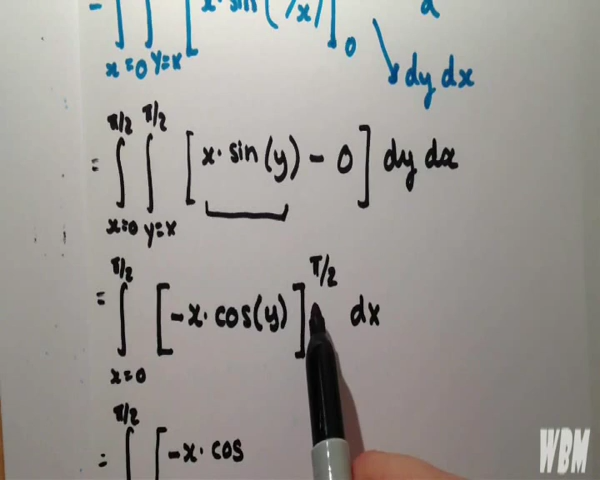 - ∫ ∫ [x· sin( /x)]₀ d
x=0 y=x
dy dx
= ∫_{x=0}^{π/2} ∫_{y=x}^{π/2} [x· sin(y) - 0] dy dx
= ∫_{x=0}^{π/2} [-x· cos(y)]^{π/2} dx
= ∫^{π/2} [-x· cos
WBM